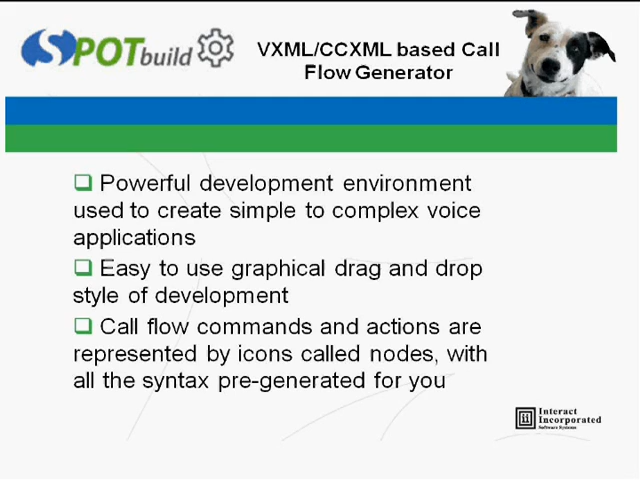 SPOTbuild
VXML/CCXML based Call
Flow Generator
❑ Powerful development environment
used to create simple to complex voice
applications
❑ Easy to use graphical drag and drop
style of development
❑ Call flow commands and actions are
represented by icons called nodes, with
all the syntax pre-generated for you
Interact
Incorporated
Software Systems